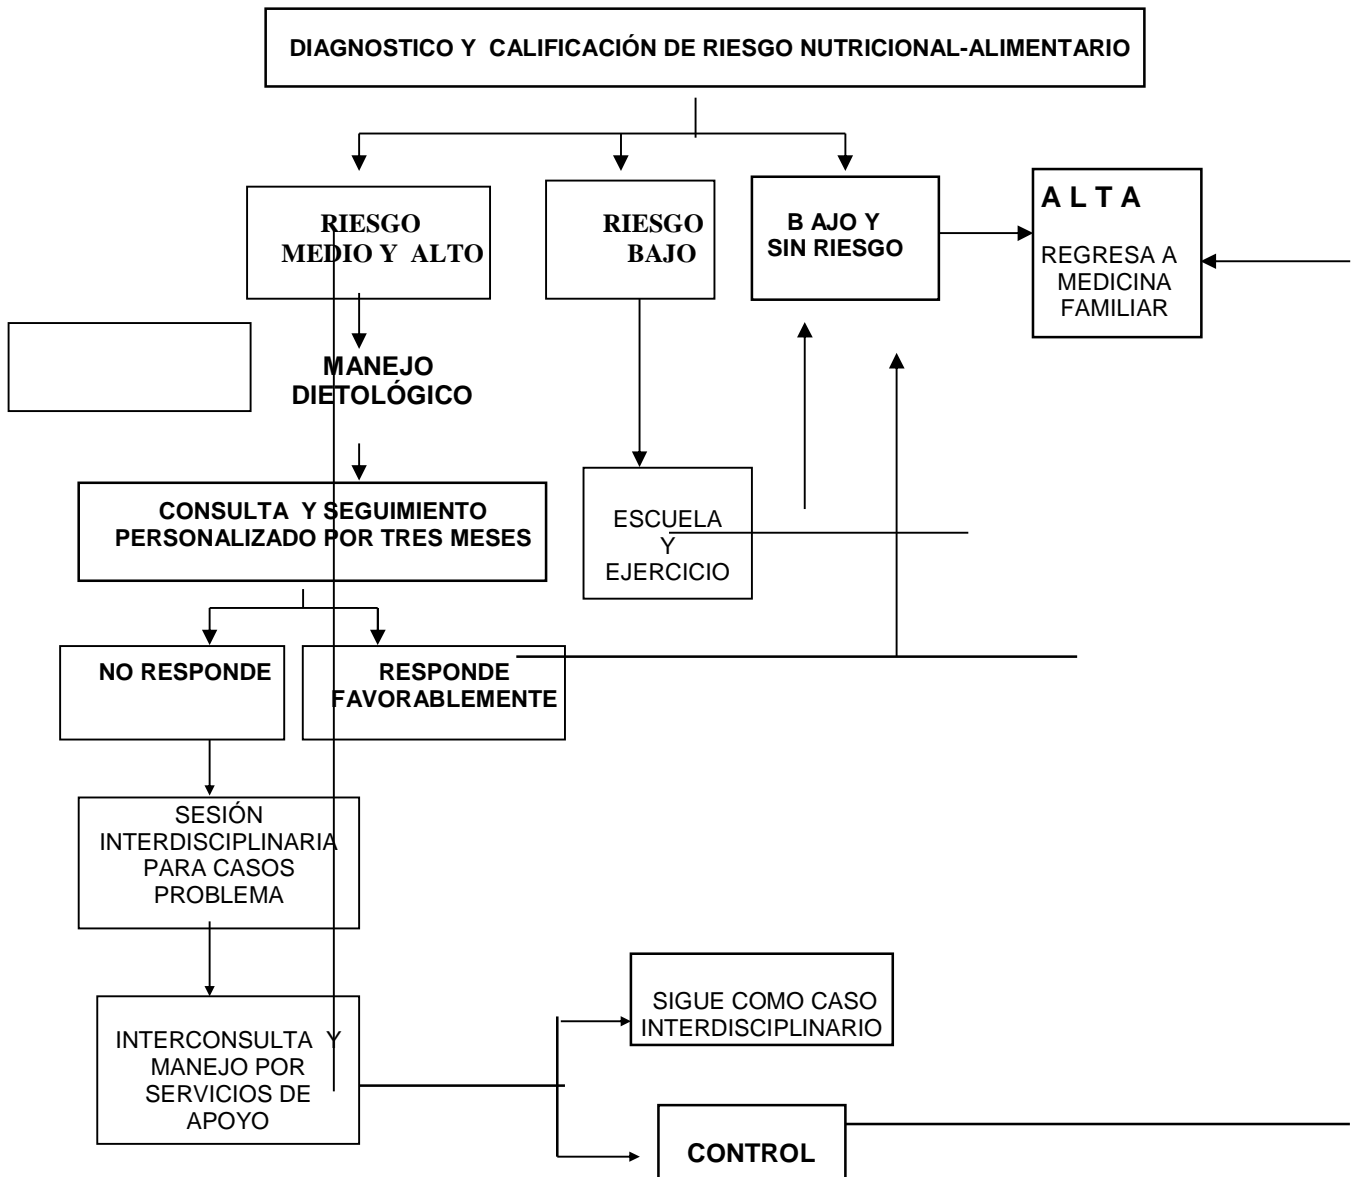 DIAGNOSTICO Y CALIFICACIÓN DE RIESGO NUTRICIONAL-ALIMENTARIO
RIESGO
MEDIO Y ALTO
RIESGO
BAJO
B AJO Y
SIN RIESGO
A L T A
REGRESA A
MEDICINA
FAMILIAR
MANEJO
DIETOLÓGICO
CONSULTA Y SEGUIMIENTO
PERSONALIZADO POR TRES MESES
ESCUELA
Y
EJERCICIO
NO RESPONDE
RESPONDE
FAVORABLEMENTE
SESIÓN
INTERDISCIPLINARIA
PARA CASOS
PROBLEMA
INTERCONSULTA Y
MANEJO POR
SERVICIOS DE
APOYO
SIGUE COMO CASO
INTERDISCIPLINARIO
CONTROL